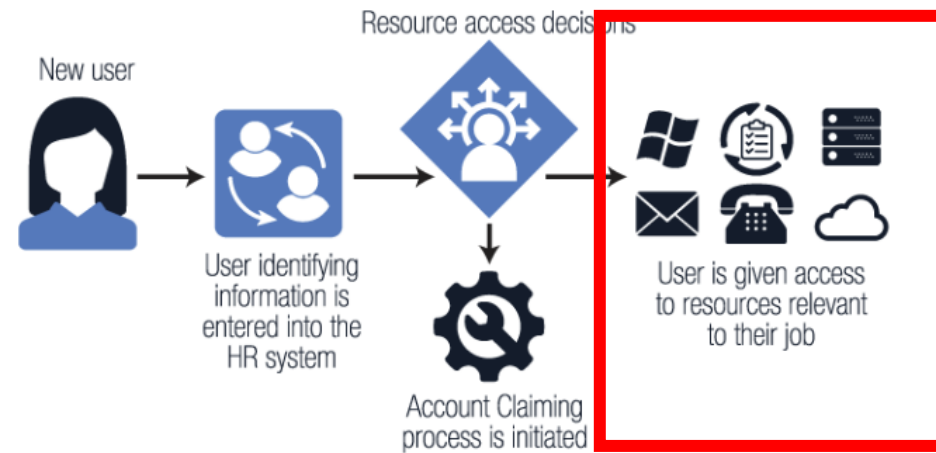 Resource access decisions
New user
User identifying
information is
entered into the
HR system
Account Claiming
process is initiated
User is given access
to resources relevant
to their job